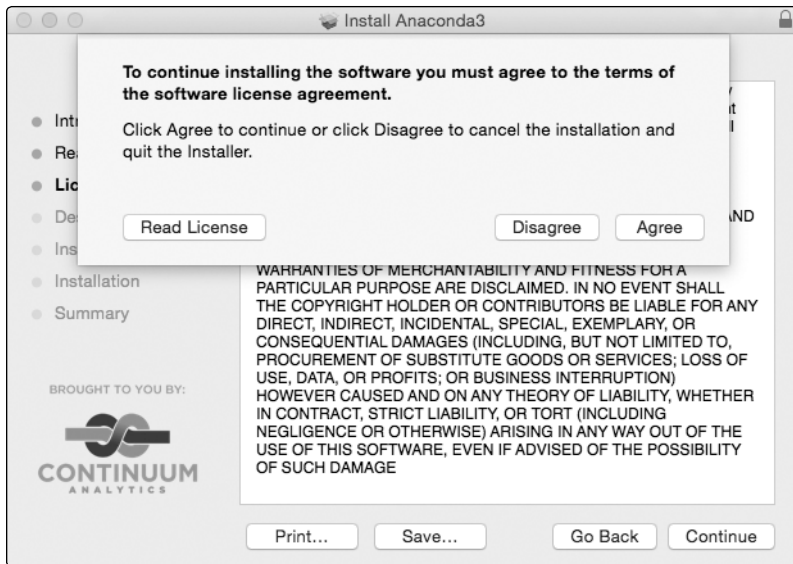 Install Anaconda3
To continue installing the software you must agree to the terms of
the software license agreement.
Click Agree to continue or click Disagree to cancel the installation and
quit the Installer.
Read License
Disagree
Agree
Installation
Summary
BROUGHT TO YOU BY:
CONTINUUM
ANALYTICS
WARRANTIES OF MERCHANTABILITY AND FITNESS FOR A
PARTICULAR PURPOSE ARE DISCLAIMED. IN NO EVENT SHALL
THE COPYRIGHT HOLDER OR CONTRIBUTORS BE LIABLE FOR ANY
DIRECT, INDIRECT, INCIDENTAL, SPECIAL, EXEMPLARY, OR
CONSEQUENTIAL DAMAGES (INCLUDING, BUT NOT LIMITED TO,
PROCUREMENT OF SUBSTITUTE GOODS OR SERVICES; LOSS OF
USE, DATA, OR PROFITS; OR BUSINESS INTERRUPTION)
HOWEVER CAUSED AND ON ANY THEORY OF LIABILITY, WHETHER
IN CONTRACT, STRICT LIABILITY, OR TORT (INCLUDING
NEGLIGENCE OR OTHERWISE) ARISING IN ANY WAY OUT OF THE
USE OF THIS SOFTWARE, EVEN IF ADVISED OF THE POSSIBILITY
OF SUCH DAMAGE
Print...
Save...
Go Back
Continue